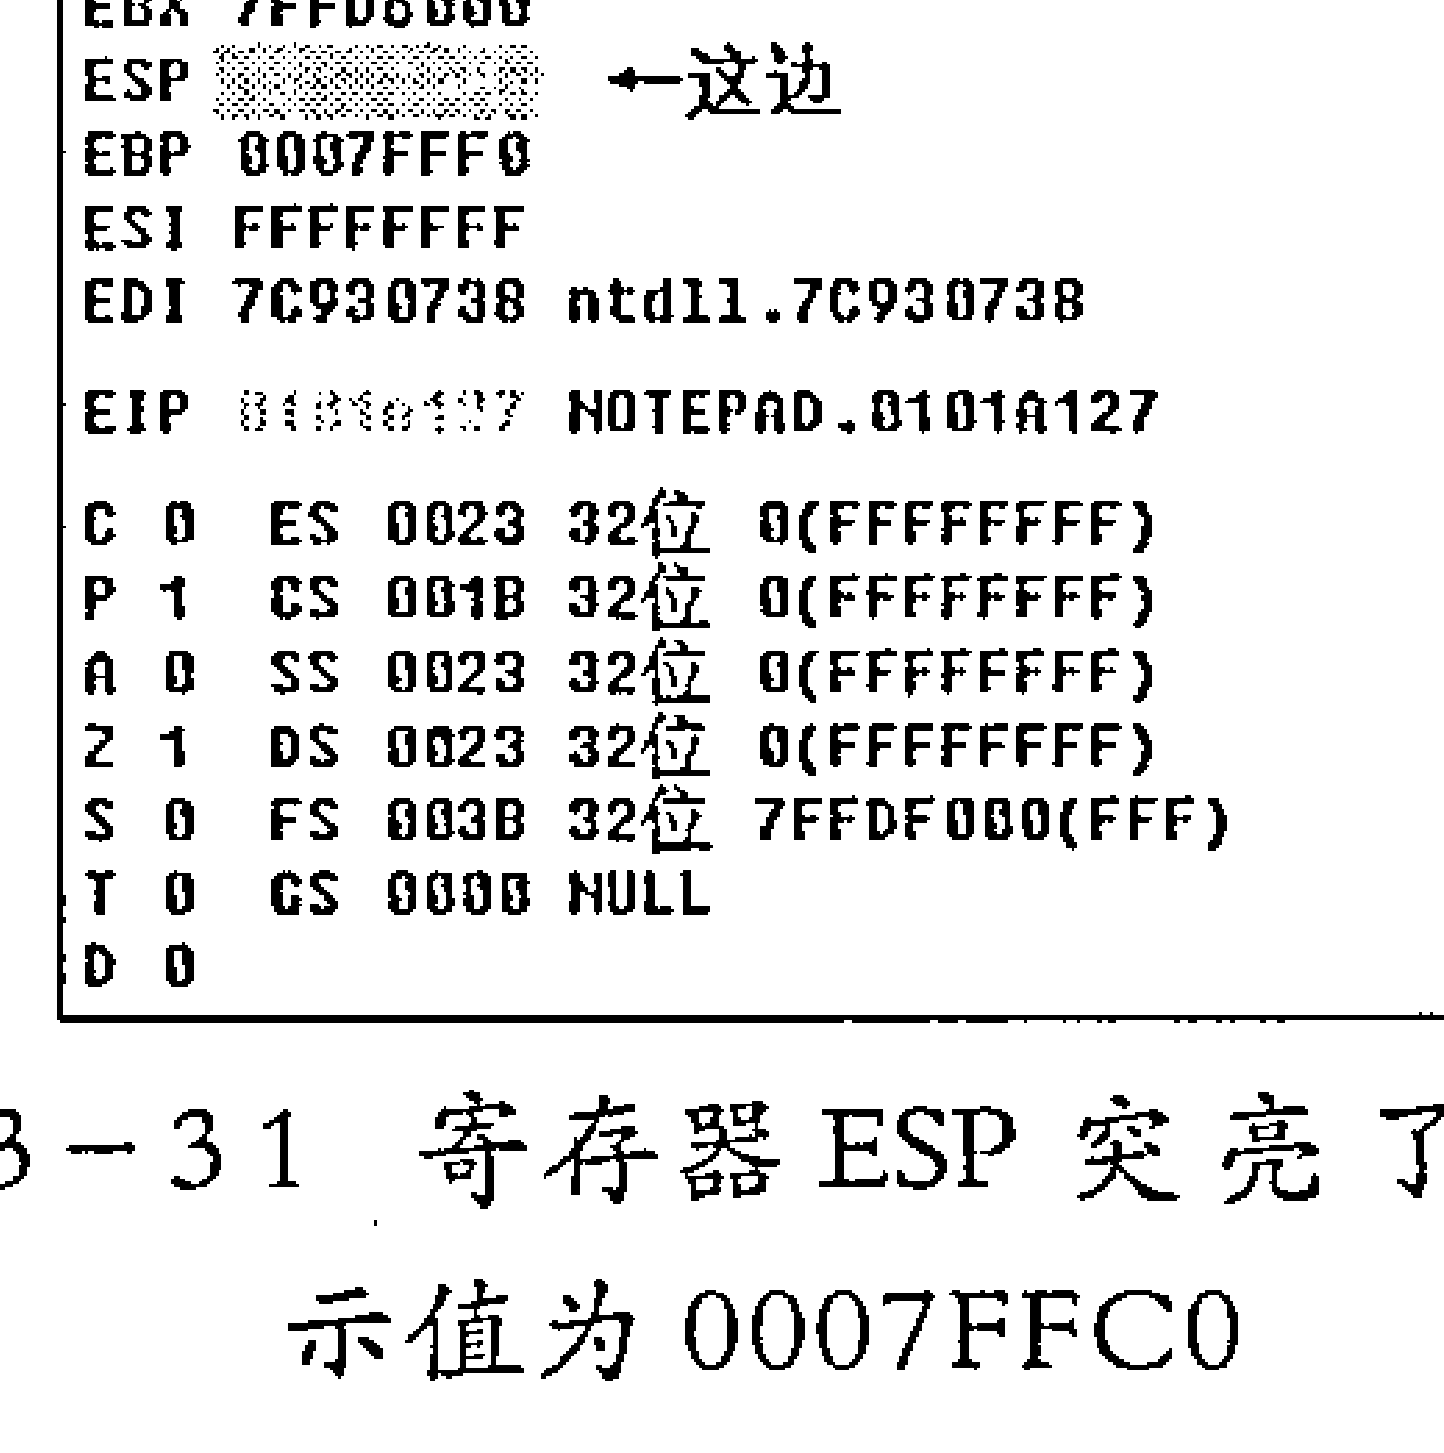 EBX 7FFD6000
ESP ←这边
EBP 0007FFF0
ESI FFFFFFFF
EDI 7C930738 ntdll.7C930738
EIP 0101a127 NOTEPAD.0101A127
C 0 ES 0023 32位 0(FFFFFFFF)
P 1 CS 001B 32位 0(FFFFFFFF)
A 0 SS 0023 32位 0(FFFFFFFF)
Z 1 DS 0023 32位 0(FFFFFFFF)
S 0 FS 003B 32位 7FFDF000(FFF)
T 0 GS 0000 NULL
D 0
3－31 寄存器ESP突亮了
示值为0007FFC0